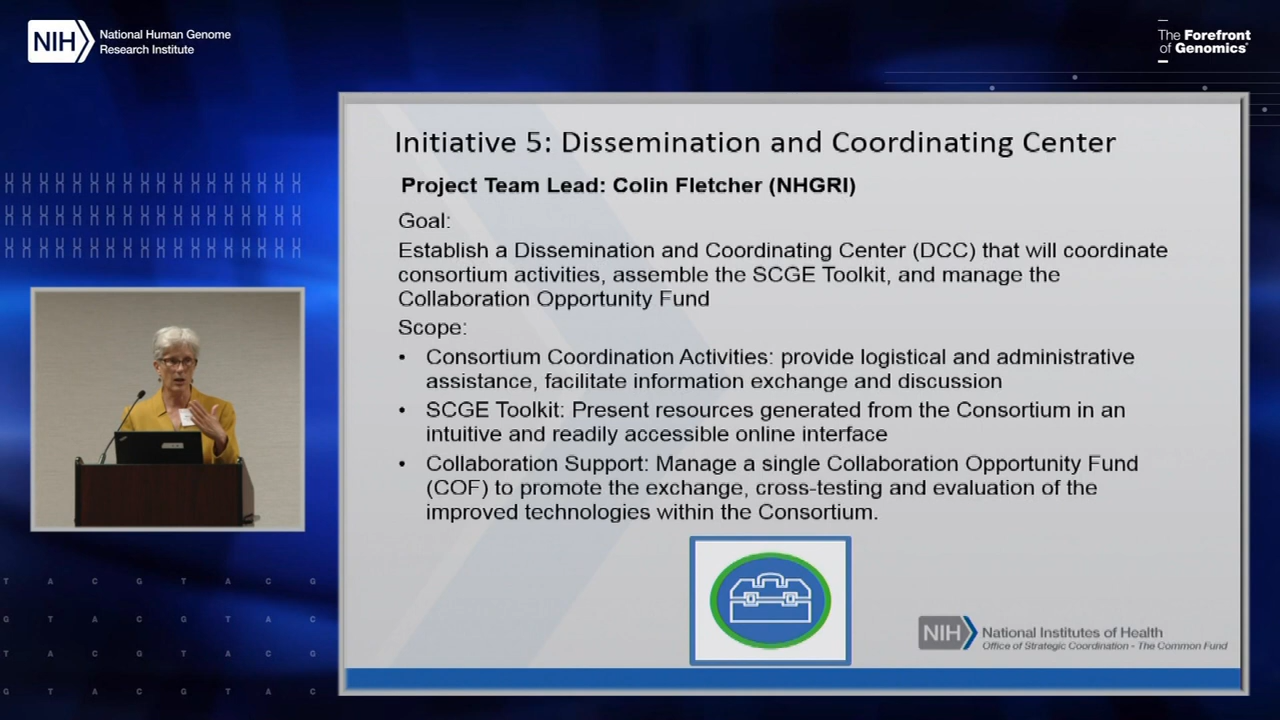 NIH
National Human Genome
Research Institute
The Forefront
of Genomics®
Initiative 5: Dissemination and Coordinating Center
Project Team Lead: Colin Fletcher (NHGRI)
Goal:
Establish a Dissemination and Coordinating Center (DCC) that will coordinate
consortium activities, assemble the SCGE Toolkit, and manage the
Collaboration Opportunity Fund
Scope:
• Consortium Coordination Activities: provide logistical and administrative
assistance, facilitate information exchange and discussion
• SCGE Toolkit: Present resources generated from the Consortium in an
intuitive and readily accessible online interface
• Collaboration Support: Manage a single Collaboration Opportunity Fund
(COF) to promote the exchange, cross-testing and evaluation of the
improved technologies within the Consortium.
NIH
National Institutes of Health
Office of Strategic Coordination - The Common Fund
T A C G T A C G
G T A C G T A C
T A C G T A C G
G T A C G T A C